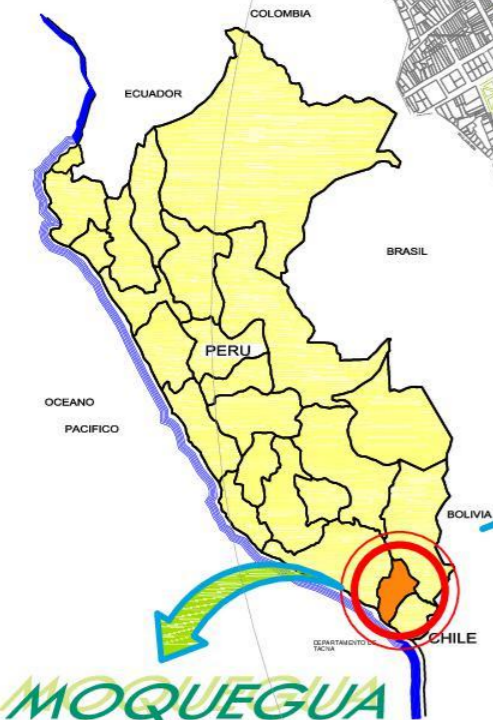 COLOMBIA
ECUADOR
BRASIL
PERU
OCEANO
PACIFICO
BOLIVIA
DEPARTAMENTO DE
TACNA
CHILE
MOQUEGUA